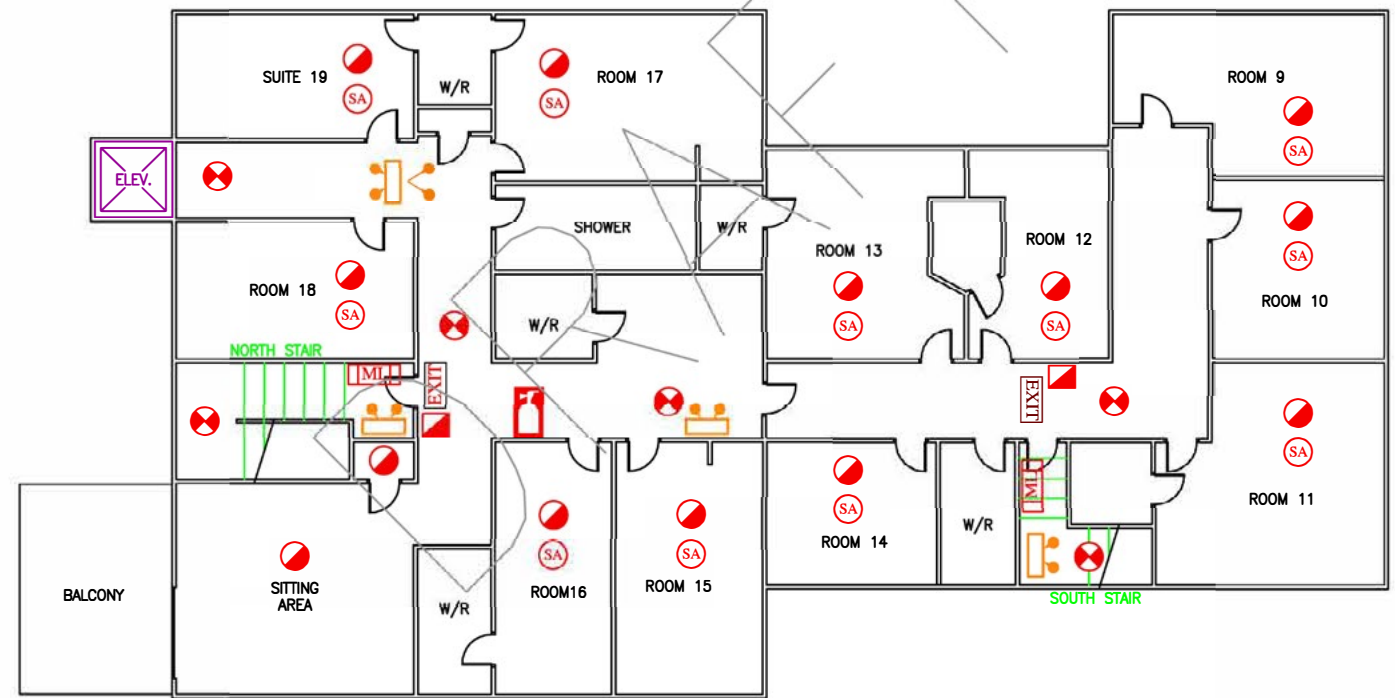 SUITE 19
SA
W/R
ROOM 17
SA
ROOM 9
SA
ELEV.
SHOWER
W/R
ROOM 13
SA
ROOM 12
SA
ROOM 10
SA
ROOM 18
SA
W/R
NORTH STAIR
ML
EXIT
EXIT
ROOM 11
SA
ROOM 14
SA
W/R
ML
SOUTH STAIR
BALCONY
SITTING
AREA
W/R
ROOM16
SA
ROOM 15
SA